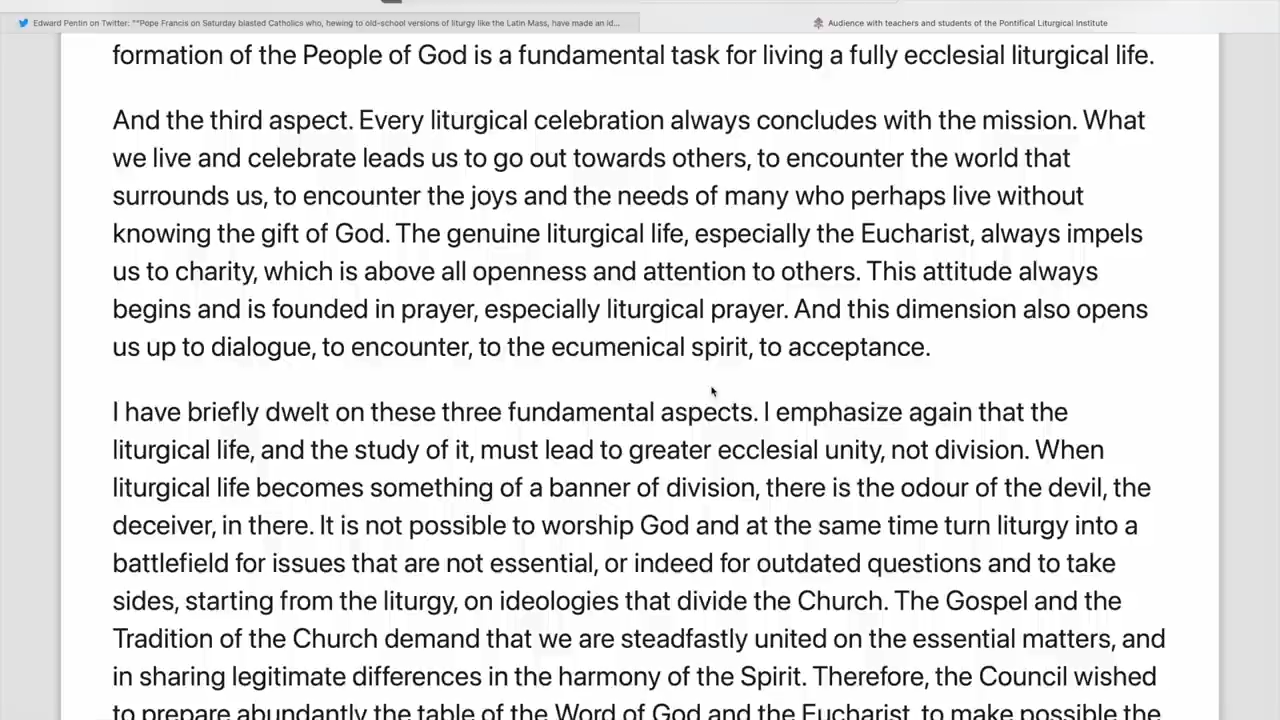 Edward Pentin on Twitter: "“Pope Francis on Saturday blasted Catholics who, hewing to old-school versions of liturgy like the Latin Mass, have made an id...
Audience with teachers and students of the Pontifical Liturgical Institute
formation of the People of God is a fundamental task for living a fully ecclesial liturgical life.
And the third aspect. Every liturgical celebration always concludes with the mission. What
we live and celebrate leads us to go out towards others, to encounter the world that
surrounds us, to encounter the joys and the needs of many who perhaps live without
knowing the gift of God. The genuine liturgical life, especially the Eucharist, always impels
us to charity, which is above all openness and attention to others. This attitude always
begins and is founded in prayer, especially liturgical prayer. And this dimension also opens
us up to dialogue, to encounter, to the ecumenical spirit, to acceptance.
I have briefly dwelt on these three fundamental aspects. I emphasize again that the
liturgical life, and the study of it, must lead to greater ecclesial unity, not division. When
liturgical life becomes something of a banner of division, there is the odour of the devil, the
deceiver, in there. It is not possible to worship God and at the same time turn liturgy into a
battlefield for issues that are not essential, or indeed for outdated questions and to take
sides, starting from the liturgy, on ideologies that divide the Church. The Gospel and the
Tradition of the Church demand that we are steadfastly united on the essential matters, and
in sharing legitimate differences in the harmony of the Spirit. Therefore, the Council wished
to prepare abundantly the table of the Word of God and the Eucharist, to make possible the